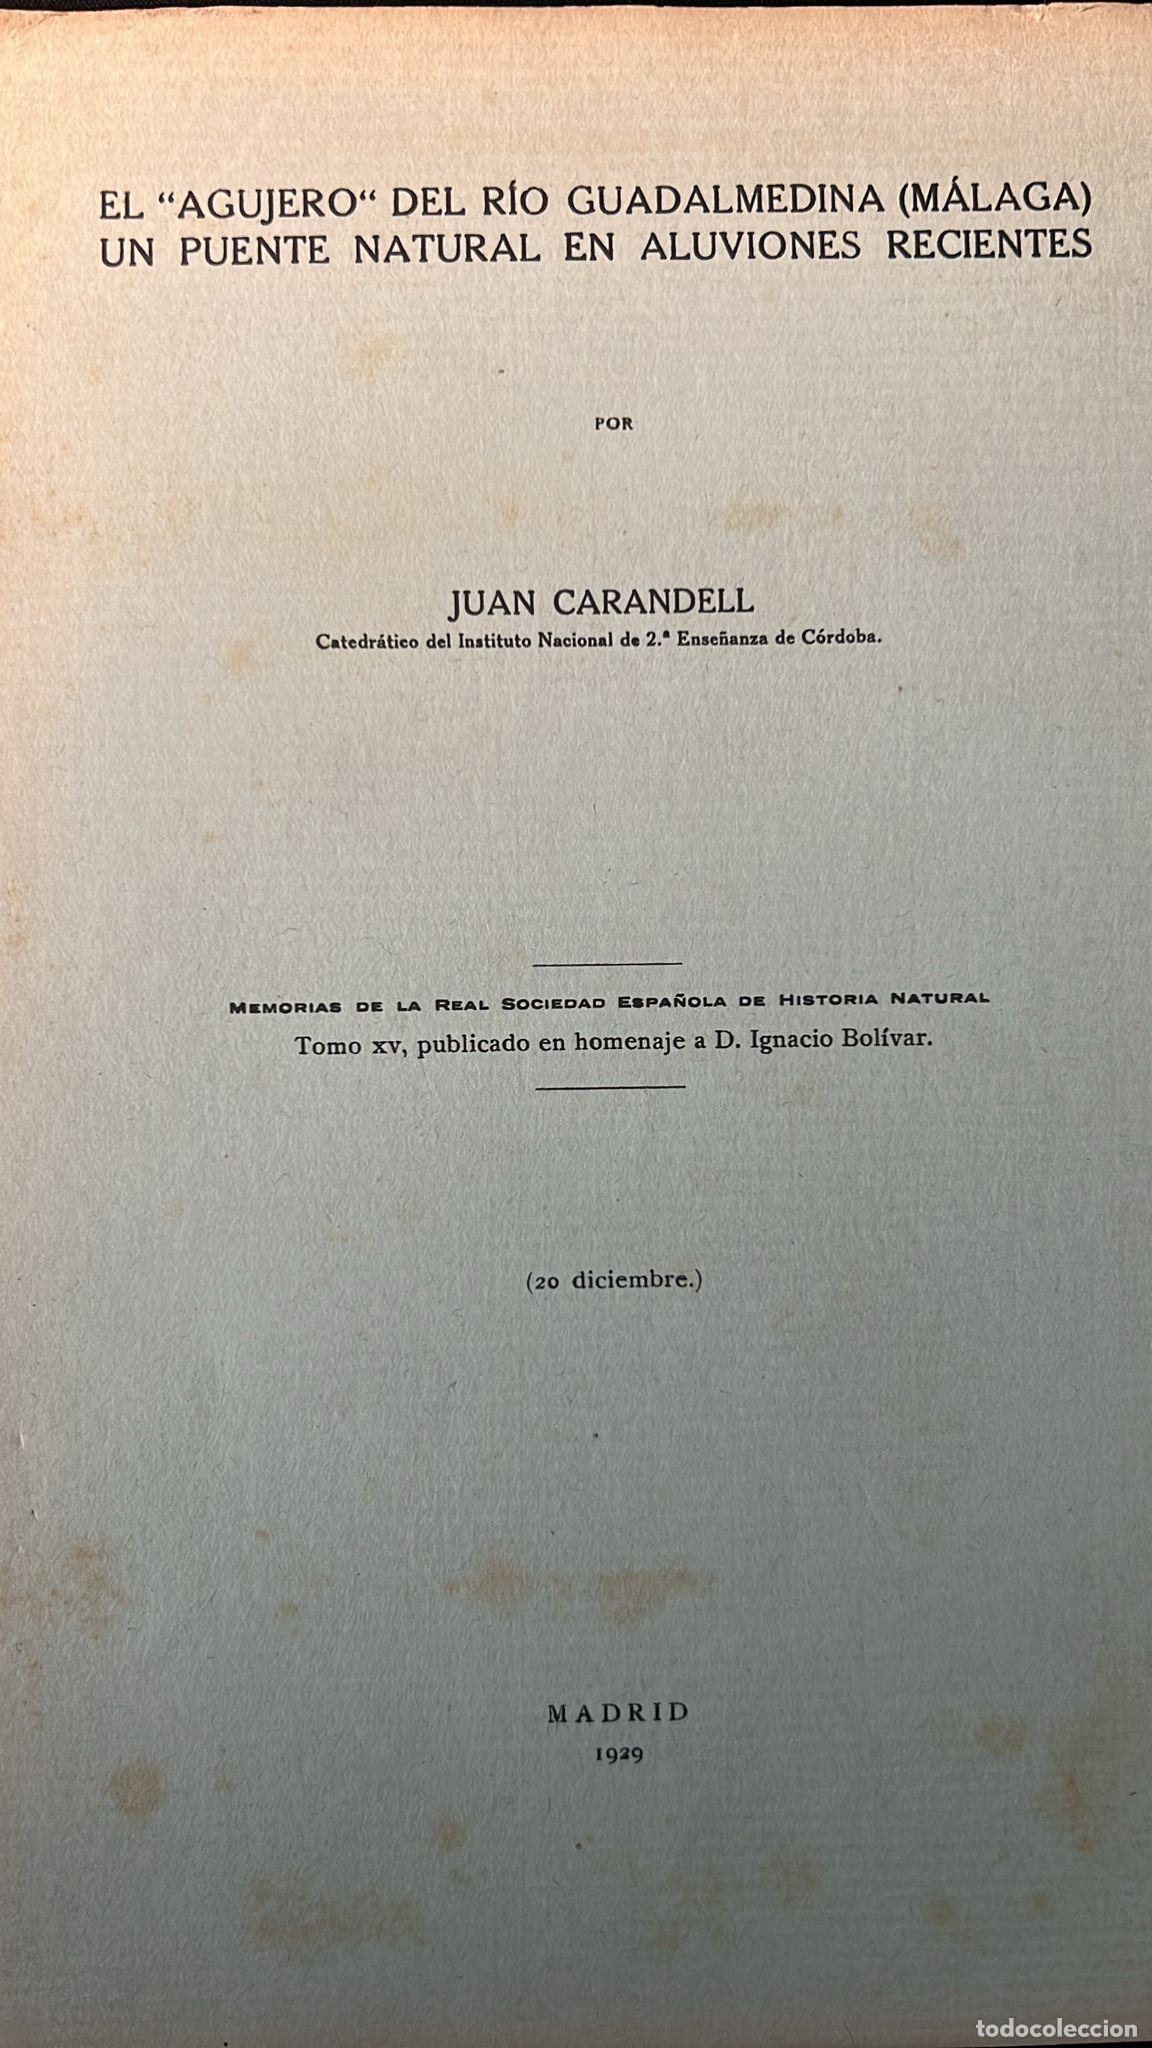 EL “AGUJERO“ DEL RÍO GUADALMEDINA (MÁLAGA)
UN PUENTE NATURAL EN ALUVIONES RECIENTES
POR
JUAN CARANDELL
Catedrático del Instituto Nacional de 2.ª Enseñanza de Córdoba.
MEMORIAS DE LA REAL SOCIEDAD ESPAÑOLA DE HISTORIA NATURAL
Tomo XV, publicado en homenaje a D. Ignacio Bolívar.
(20 diciembre.)
MADRID
1929
todocoleccion